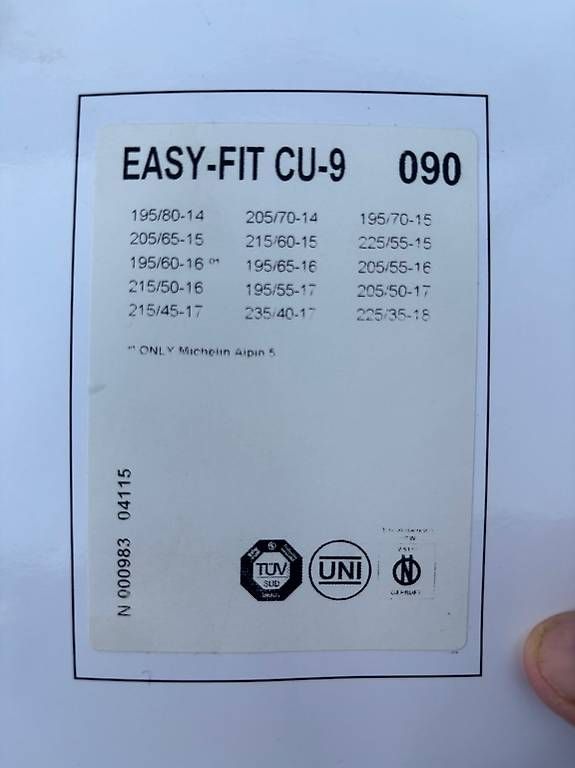 EASY-FIT CU-9 090
195/80-14 205/70-14 195/70-15
205/65-15 215/60-15 225/55-15
195/60-16 195/65-16 205/55-16
215/50-16 195/55-17 205/50-17
215/45-17 235/40-17 225/35-18
ONLY Michelin Alpin 5
N 000983 04115
TÜV
SÜD
UNI